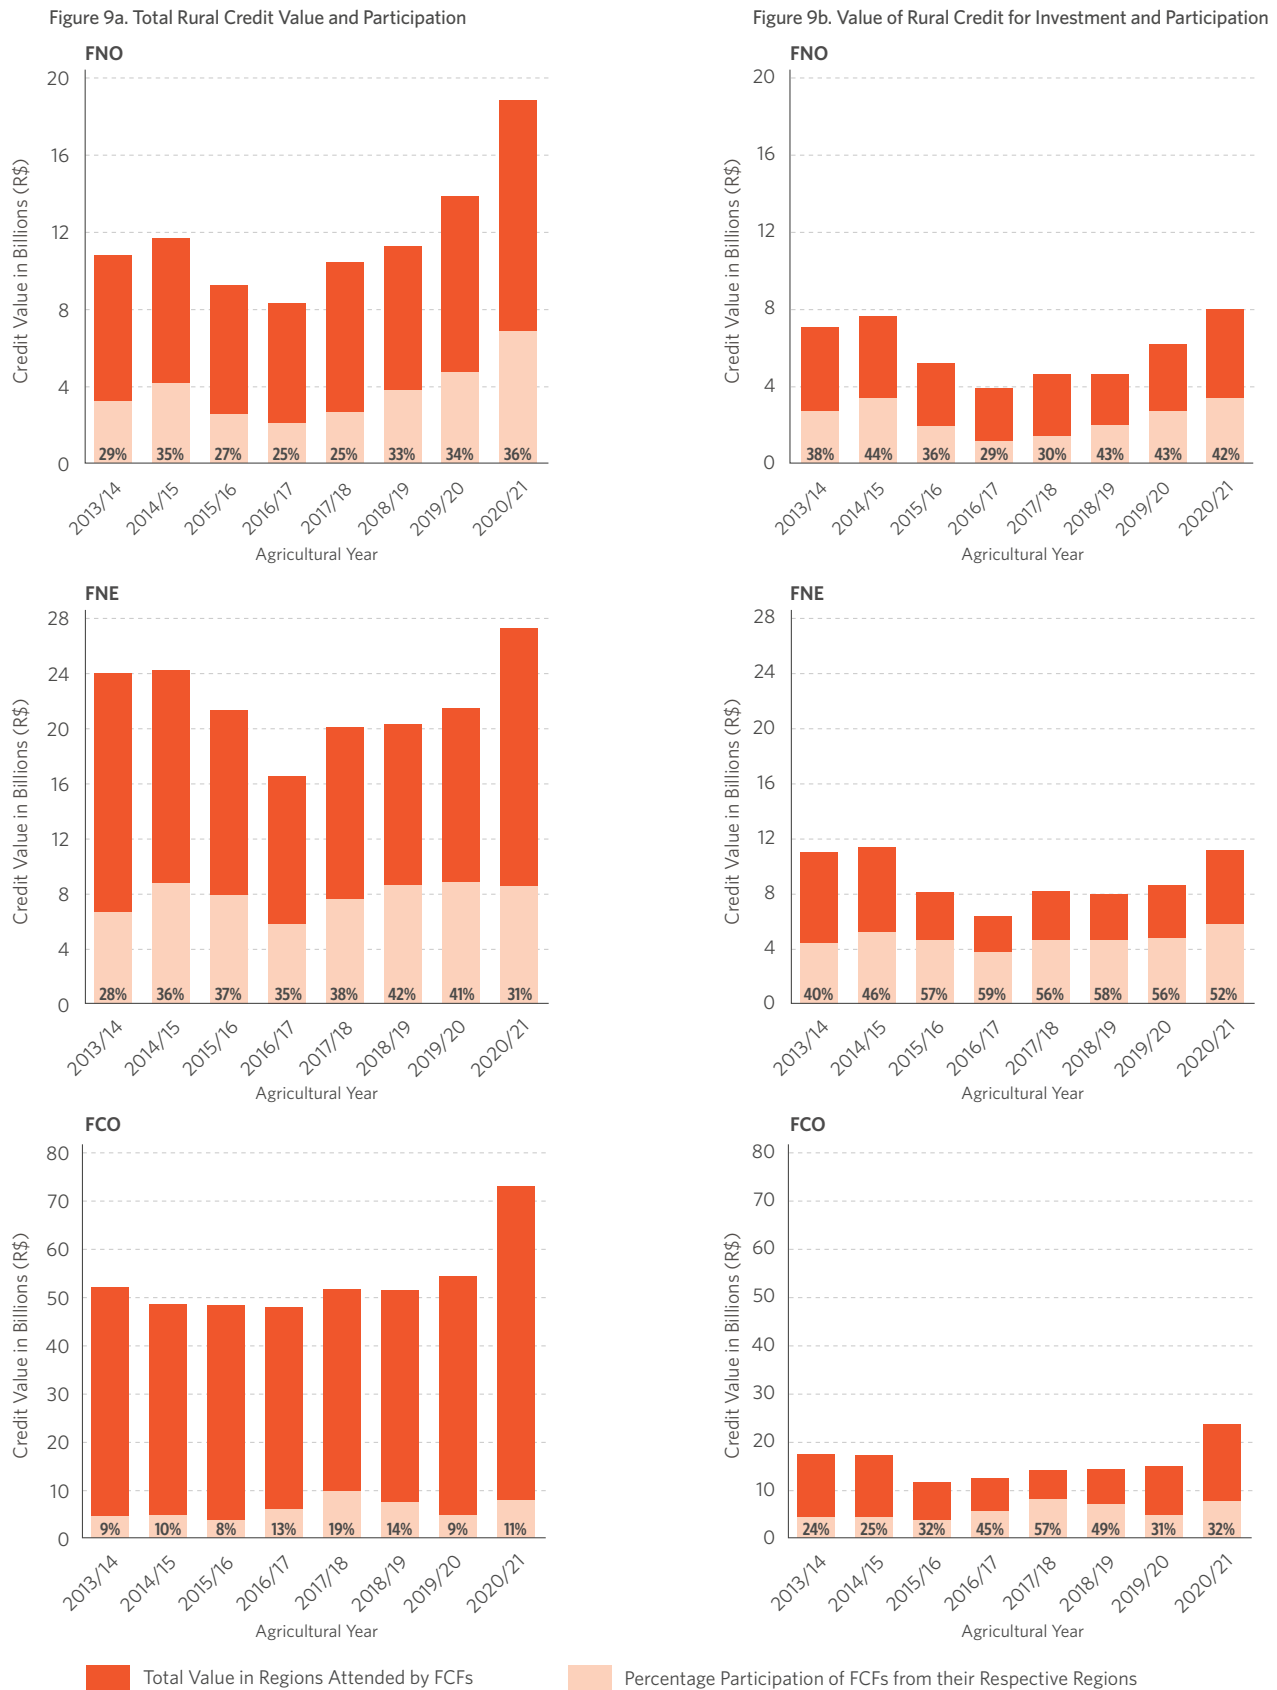 Figure 9a. Total Rural Credit Value and Participation
FNO
Credit Value in Billions (R$)
20
16
12
8
4
0
29% 35% 27% 25% 25% 33% 34% 36%
2013/14 2014/15 2015/16 2016/17 2017/18 2018/19 2019/20 2020/21
Agricultural Year
FNE
Credit Value in Billions (R$)
28
24
20
16
12
8
4
0
28% 36% 37% 35% 38% 42% 41% 31%
2013/14 2014/15 2015/16 2016/17 2017/18 2018/19 2019/20 2020/21
Agricultural Year
FCO
Credit Value in Billions (R$)
80
70
60
50
40
30
20
10
0
9% 10% 8% 13% 19% 14% 9% 11%
2013/14 2014/15 2015/16 2016/17 2017/18 2018/19 2019/20 2020/21
Agricultural Year
Figure 9b. Value of Rural Credit for Investment and Participation
FNO
Credit Value in Billions (R$)
20
16
12
8
4
0
38% 44% 36% 29% 30% 43% 43% 42%
2013/14 2014/15 2015/16 2016/17 2017/18 2018/19 2019/20 2020/21
Agricultural Year
FNE
Credit Value in Billions (R$)
28
24
20
16
12
8
4
0
40% 46% 57% 59% 56% 58% 56% 52%
2013/14 2014/15 2015/16 2016/17 2017/18 2018/19 2019/20 2020/21
Agricultural Year
FCO
Credit Value in Billions (R$)
80
70
60
50
40
30
20
10
0
24% 25% 32% 45% 57% 49% 31% 32%
2013/14 2014/15 2015/16 2016/17 2017/18 2018/19 2019/20 2020/21
Agricultural Year
Total Value in Regions Attended by FCFs
Percentage Participation of FCFs from their Respective Regions